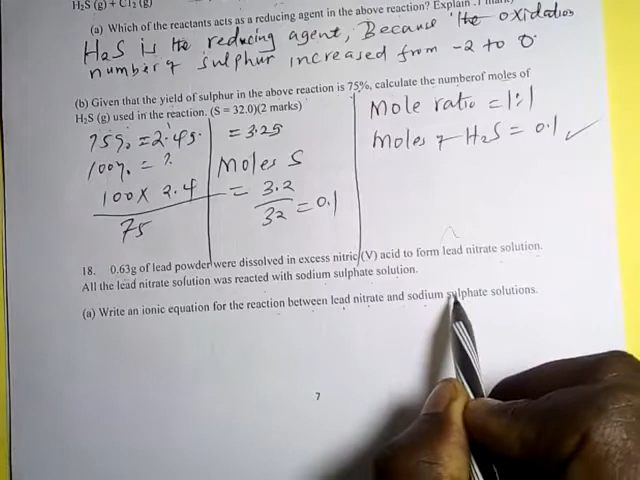 H₂S (g) + Cl₂ (g)
(a) Which of the reactants acts as a reducing agent in the above reaction? Explain .1 mark)
H₂S is the reducing agent, Because the oxidation
number of sulphur increased from -2 to 0.
(b) Given that the yield of sulphur in the above reaction is 75%, calculate the numberof moles of
H₂S (g) used in the reaction. (S = 32.0)(2 marks)
75% = 2.4g.
100% = ?
100 X 2.4
75
= 3.2g
Moles S
= 3.2
32 = 0.1
Mole ratio = 1:1
Moles of H₂S = 0.1 ✓
18. 0.63g of lead powder were dissolved in excess nitric (V) acid to form lead nitrate solution.
All the lead nitrate solution was reacted with sodium sulphate solution.
(a) Write an ionic equation for the reaction between lead nitrate and sodium sulphate solutions.
7